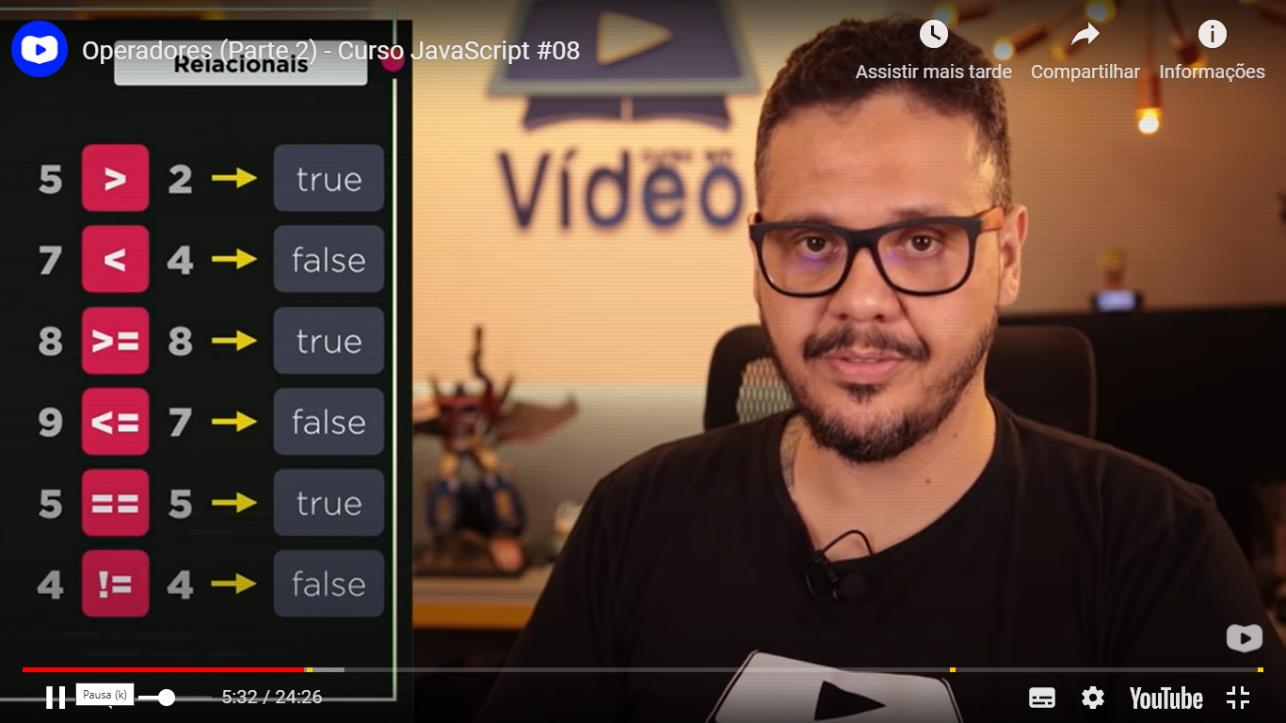 Operadores (Parte 2) - Curso JavaScript #08
Assistir mais tarde
Compartilhar
Informações
Relacionais
5 > 2 → true
7 < 4 → false
8 >= 8 → true
9 <= 7 → false
5 == 5 → true
4 != 4 → false
Vídeo
Pausa (k)
5:32 / 24:26
YouTube